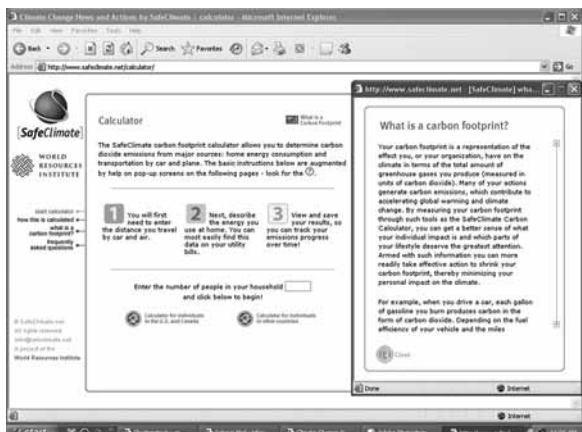 Climate Change News and Actions by SafeClimate | calculator - Microsoft Internet Explorer
File Edit View Favorites Tools Help
Back Search Favorites
Address http://www.safeclimate.net/calculator/ Go
[SafeClimate]
WORLD
RESOURCES
INSTITUTE
start calculator
how this is calculated
what is a
carbon footprint?
frequently
asked questions
© SafeClimate.net
All rights reserved
info@safeclimate.net
A project of the
World Resources Institute
Calculator
What is a
Carbon Footprint
The SafeClimate carbon footprint calculator allows you to determine carbon
dioxide emissions from major sources: home energy consumption and
transportation by car and plane. The basic instructions below are augmented
by help on pop-up screens on the following pages - look for the ?.
1 You will first
need to enter
the distance you travel
by car and air.
2 Next, describe
the energy you
use at home. You can
most easily find this
data on your utility
bills.
3 View and save
your results, so
you can track your
emissions progress
over time!
Enter the number of people in your household
and click below to begin!
Calculator for individuals
in the U.S. and Canada
Calculator for individuals
in other countries
http://www.safeclimate.net - [SafeClimate] wha...
What is a carbon footprint?
Your carbon footprint is a representation of the
effect you, or your organization, have on the
climate in terms of the total amount of
greenhouse gases you produce (measured in
units of carbon dioxide). Many of your actions
generate carbon emissions, which contribute to
accelerating global warming and climate
change. By measuring your carbon footprint
through such tools as the SafeClimate Carbon
Calculator, you can get a better sense of what
your individual impact is and which parts of
your lifestyle deserve the greatest attention.
Armed with such information you can more
readily take effective action to shrink your
carbon footprint, thereby minimizing your
personal impact on the climate.
For example, when you drive a car, each gallon
of gasoline you burn produces carbon in the
form of carbon dioxide. Depending on the fuel
efficiency of your vehicle and the miles
Close
Done Internet
Internet